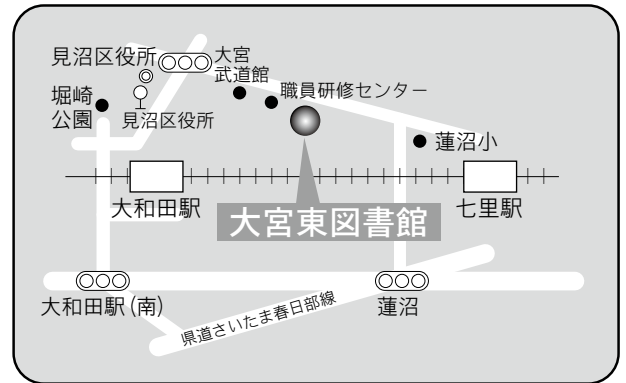 見沼区役所
大宮
武道館
職員研修センター
堀崎
公園
見沼区役所
蓮沼小
大和田駅
七里駅
大宮東図書館
大和田駅(南)
蓮沼
県道さいたま春日部線